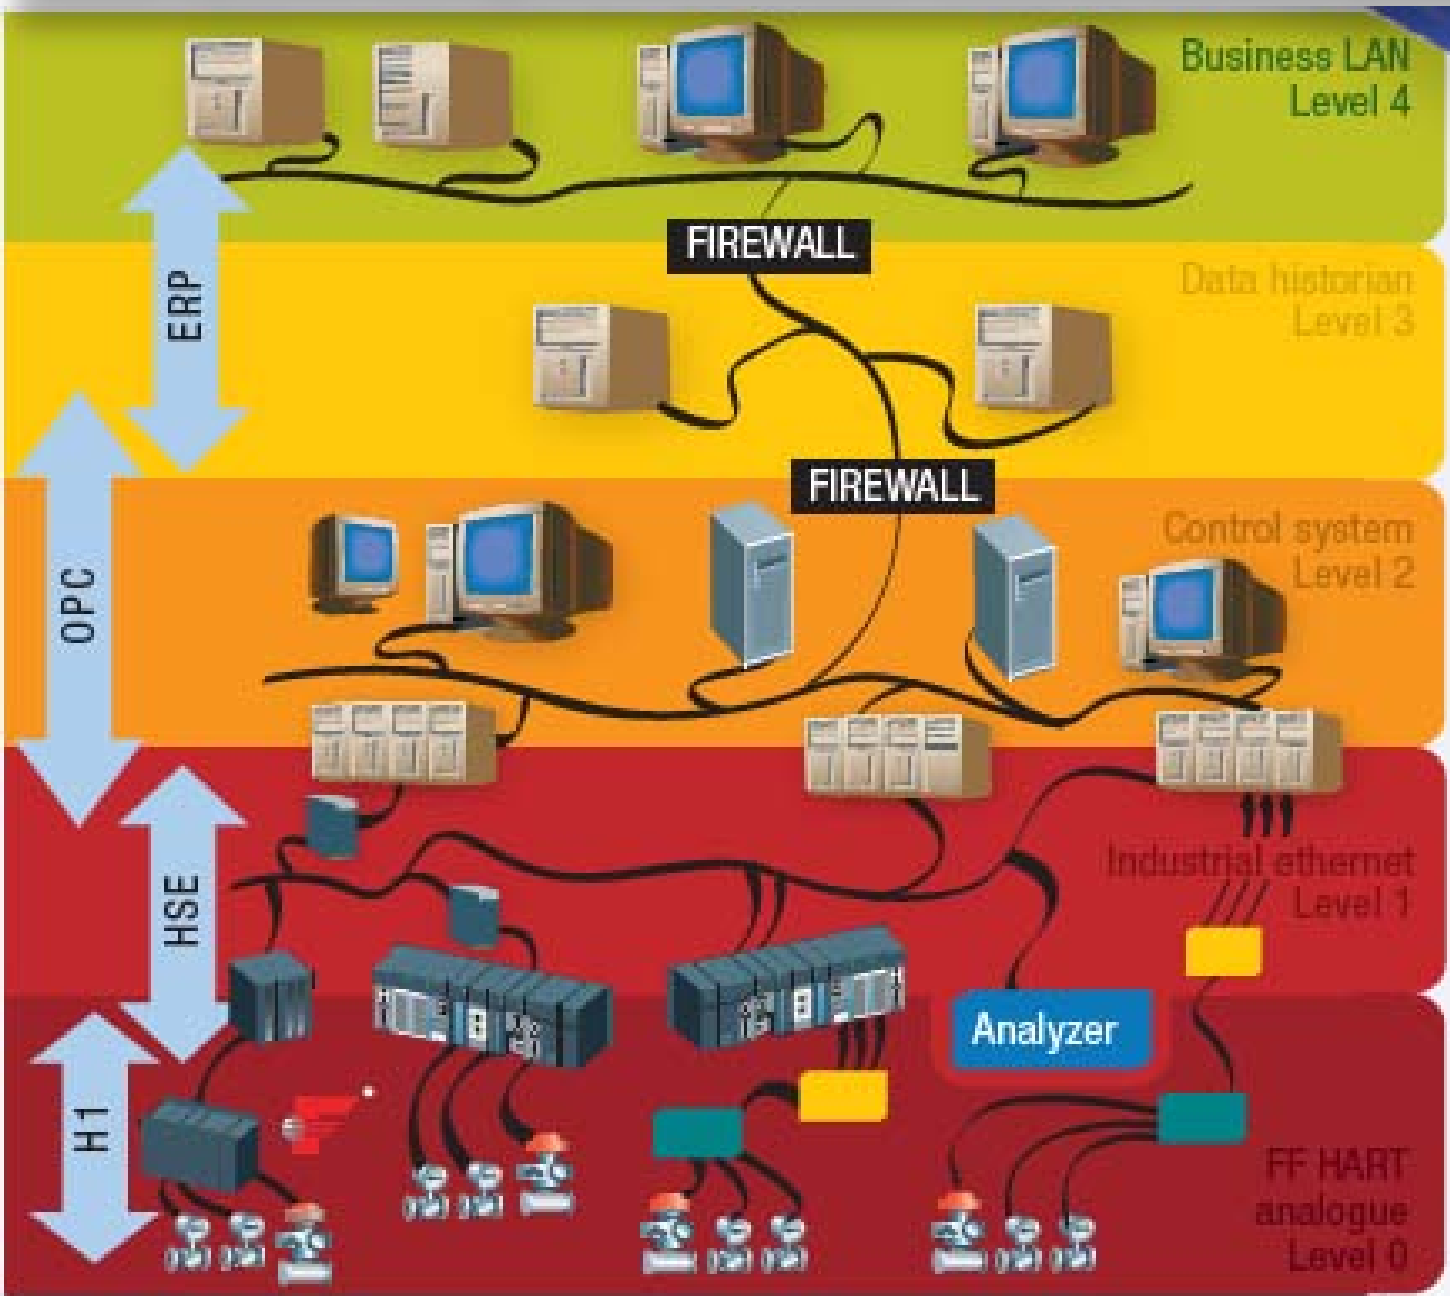 Business LAN
Level 4
FIREWALL
ERP
Data historian
Level 3
FIREWALL
OPC
Control system
Level 2
HSE
Industrial ethernet
Level 1
Analyzer
H1
FF HART
analogue
Level 0